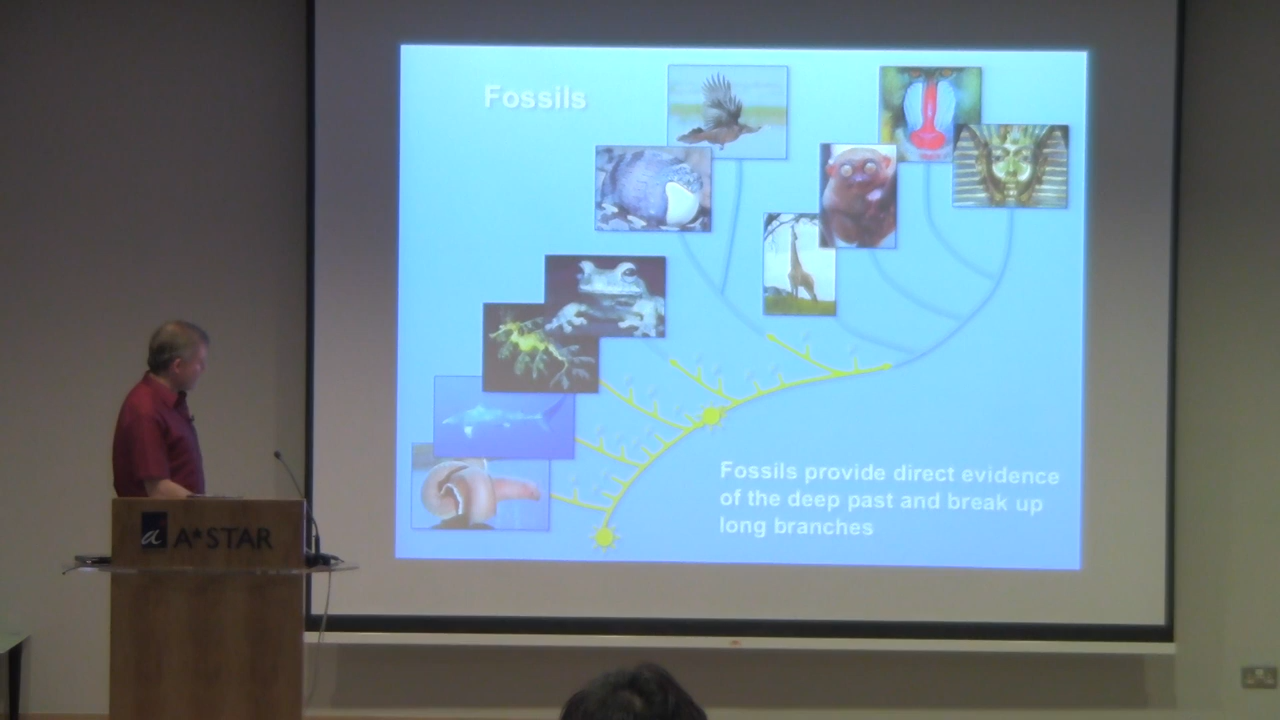 Fossils
Fossils provide direct evidence
of the deep past and break up
long branches
a A*STAR